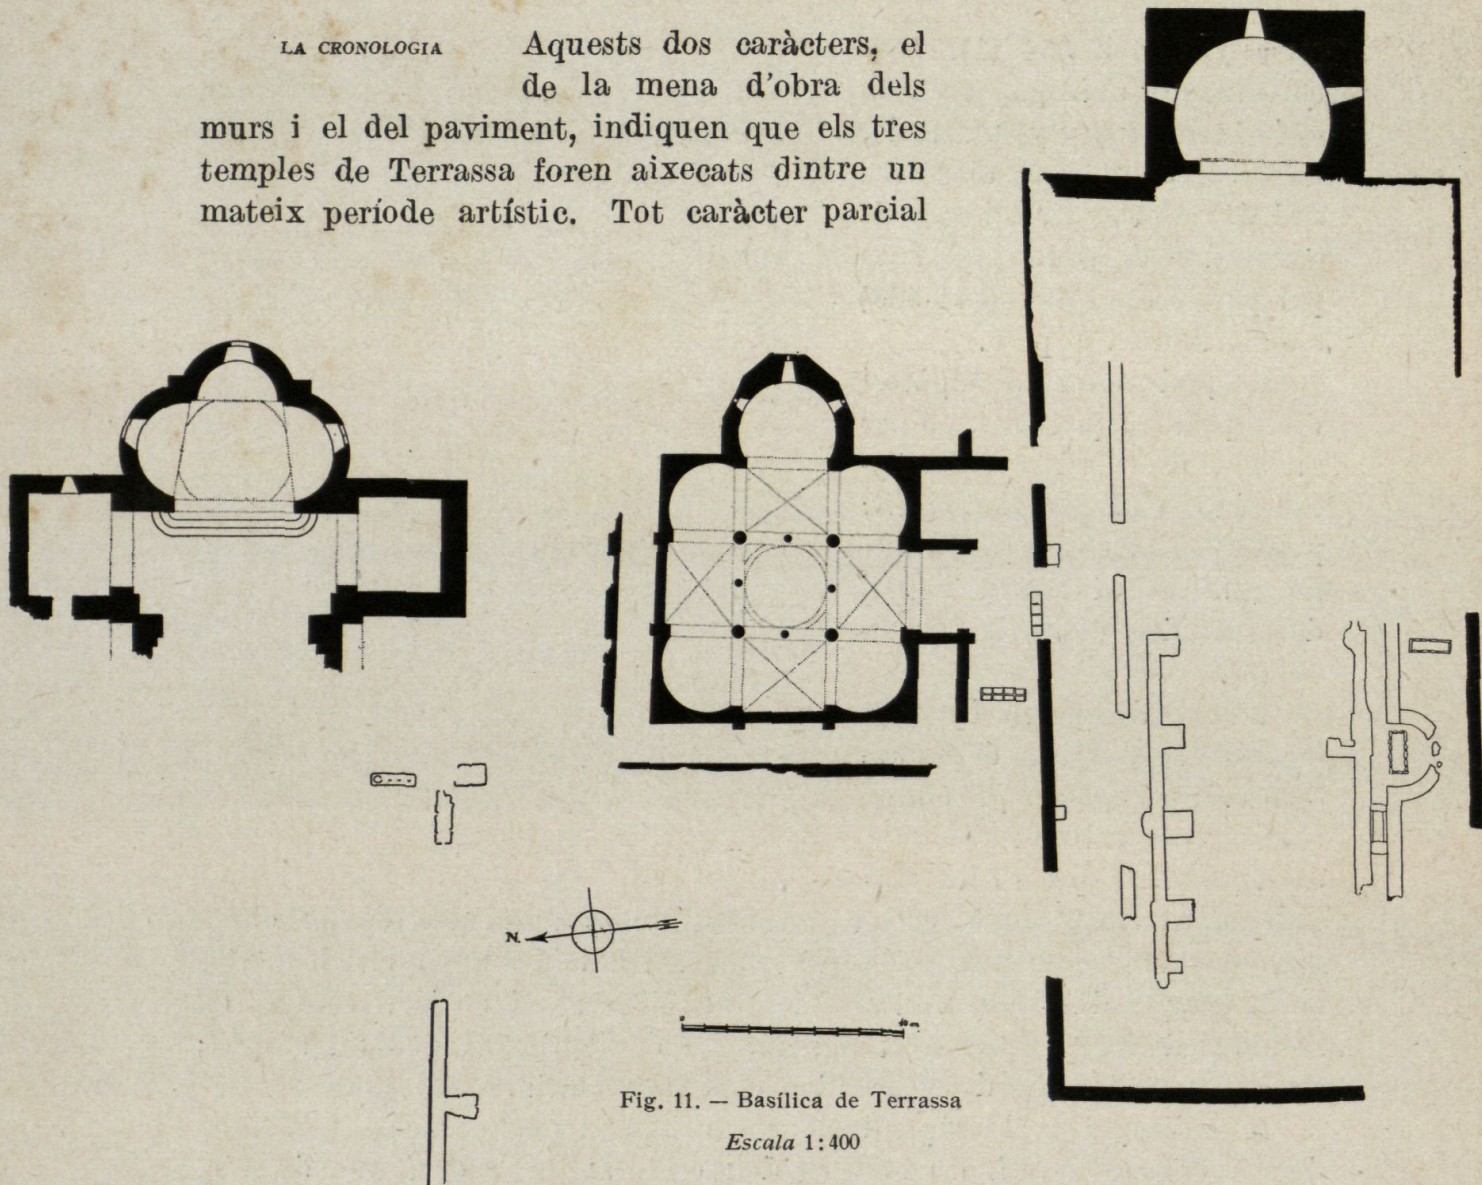 LA CRONOLOGIA Aquests dos caràcters, el
de la mena d'obra dels
murs i el del paviment, indiquen que els tres
temples de Terrassa foren aixecats dintre un
mateix període artístic. Tot caràcter parcial
N.
Fig. 11. — Basílica de Terrassa
Escala 1:400